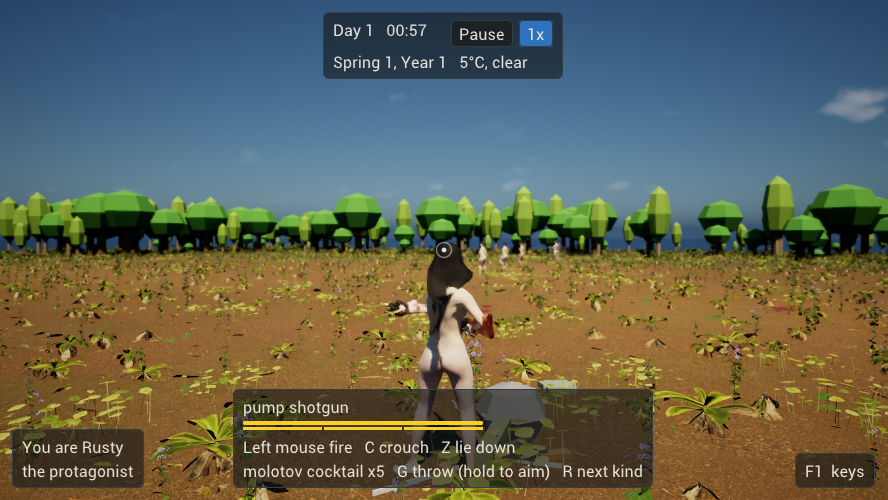 Day 1 00:57 Pause 1x
Spring 1, Year 1 5°C, clear
pump shotgun
Left mouse fire C crouch Z lie down
molotov cocktail x5 G throw (hold to aim) R next kind
You are Rusty
the protagonist
F1 keys